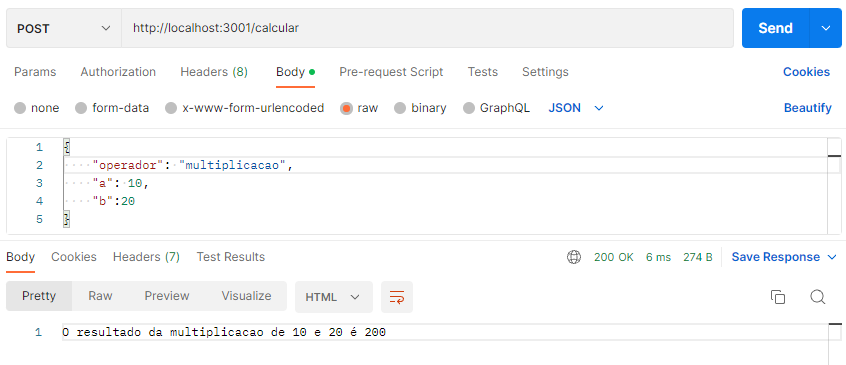 POST http://localhost:3001/calcular Send
Params Authorization Headers (8) Body Pre-request Script Tests Settings Cookies
none form-data x-www-form-urlencoded raw binary GraphQL JSON Beautify
1 {
2 "operador": "multiplicacao",
3 "a": 10,
4 "b":20
5 }
Body Cookies Headers (7) Test Results 200 OK 6 ms 274 B Save Response
Pretty Raw Preview Visualize HTML
1 O resultado da multiplicacao de 10 e 20 é 200